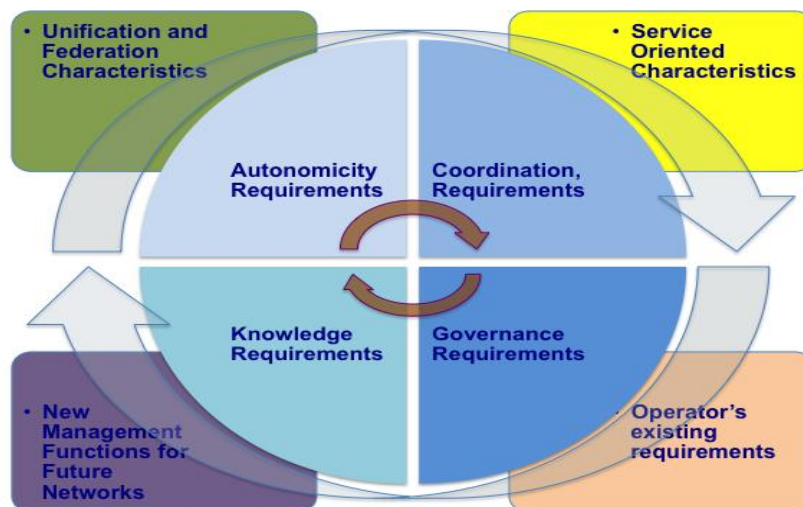 • Unification and
Federation
Characteristics
• Service
Oriented
Characteristics
Autonomicity
Requirements
Coordination,
Requirements
Knowledge
Requirements
Governance
Requirements
• New
Management
Functions for
Future
Networks
• Operator's
existing
requirements